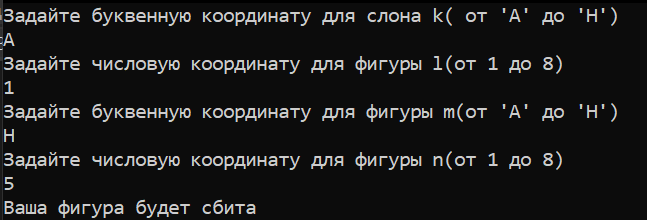 Задайте буквенную координату для слона k( от 'A' до 'H')
A
Задайте числовую координату для фигуры l(от 1 до 8)
1
Задайте буквенную координату для фигуры m(от 'A' до 'H')
H
Задайте числовую координату для фигуры n(от 1 до 8)
5
Ваша фигура будет сбита